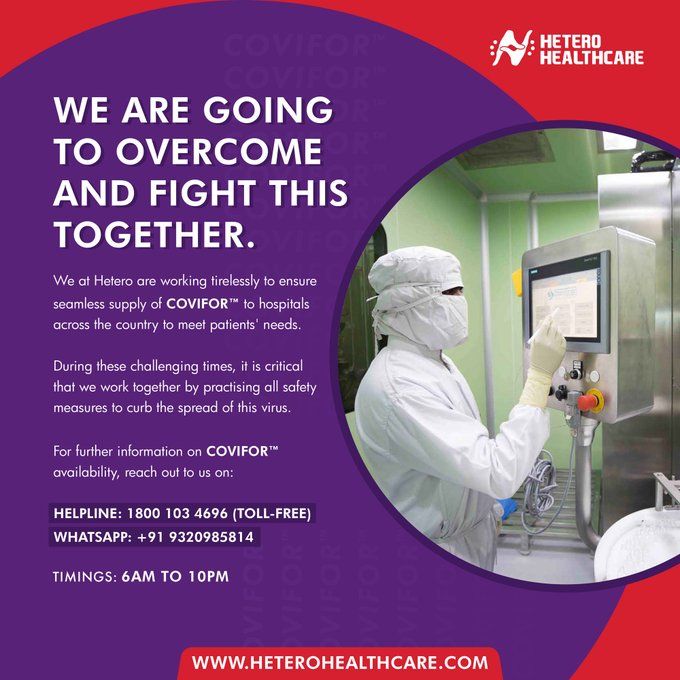 COVIFOR™
COVIFOR™
HETERO
HEALTHCARE
WE ARE GOING
TO OVERCOME
AND FIGHT THIS
TOGETHER.
We at Hetero are working tirelessly to ensure
seamless supply of COVIFOR™ to hospitals
across the country to meet patients' needs.
During these challenging times, it is critical
that we work together by practising all safety
measures to curb the spread of this virus.
For further information on COVIFOR™
availability, reach out to us on:
HELPLINE: 1800 103 4696 (TOLL-FREE)
WHATSAPP: +91 9320985814
TIMINGS: 6AM TO 10PM
WWW.HETEROHEALTHCARE.COM